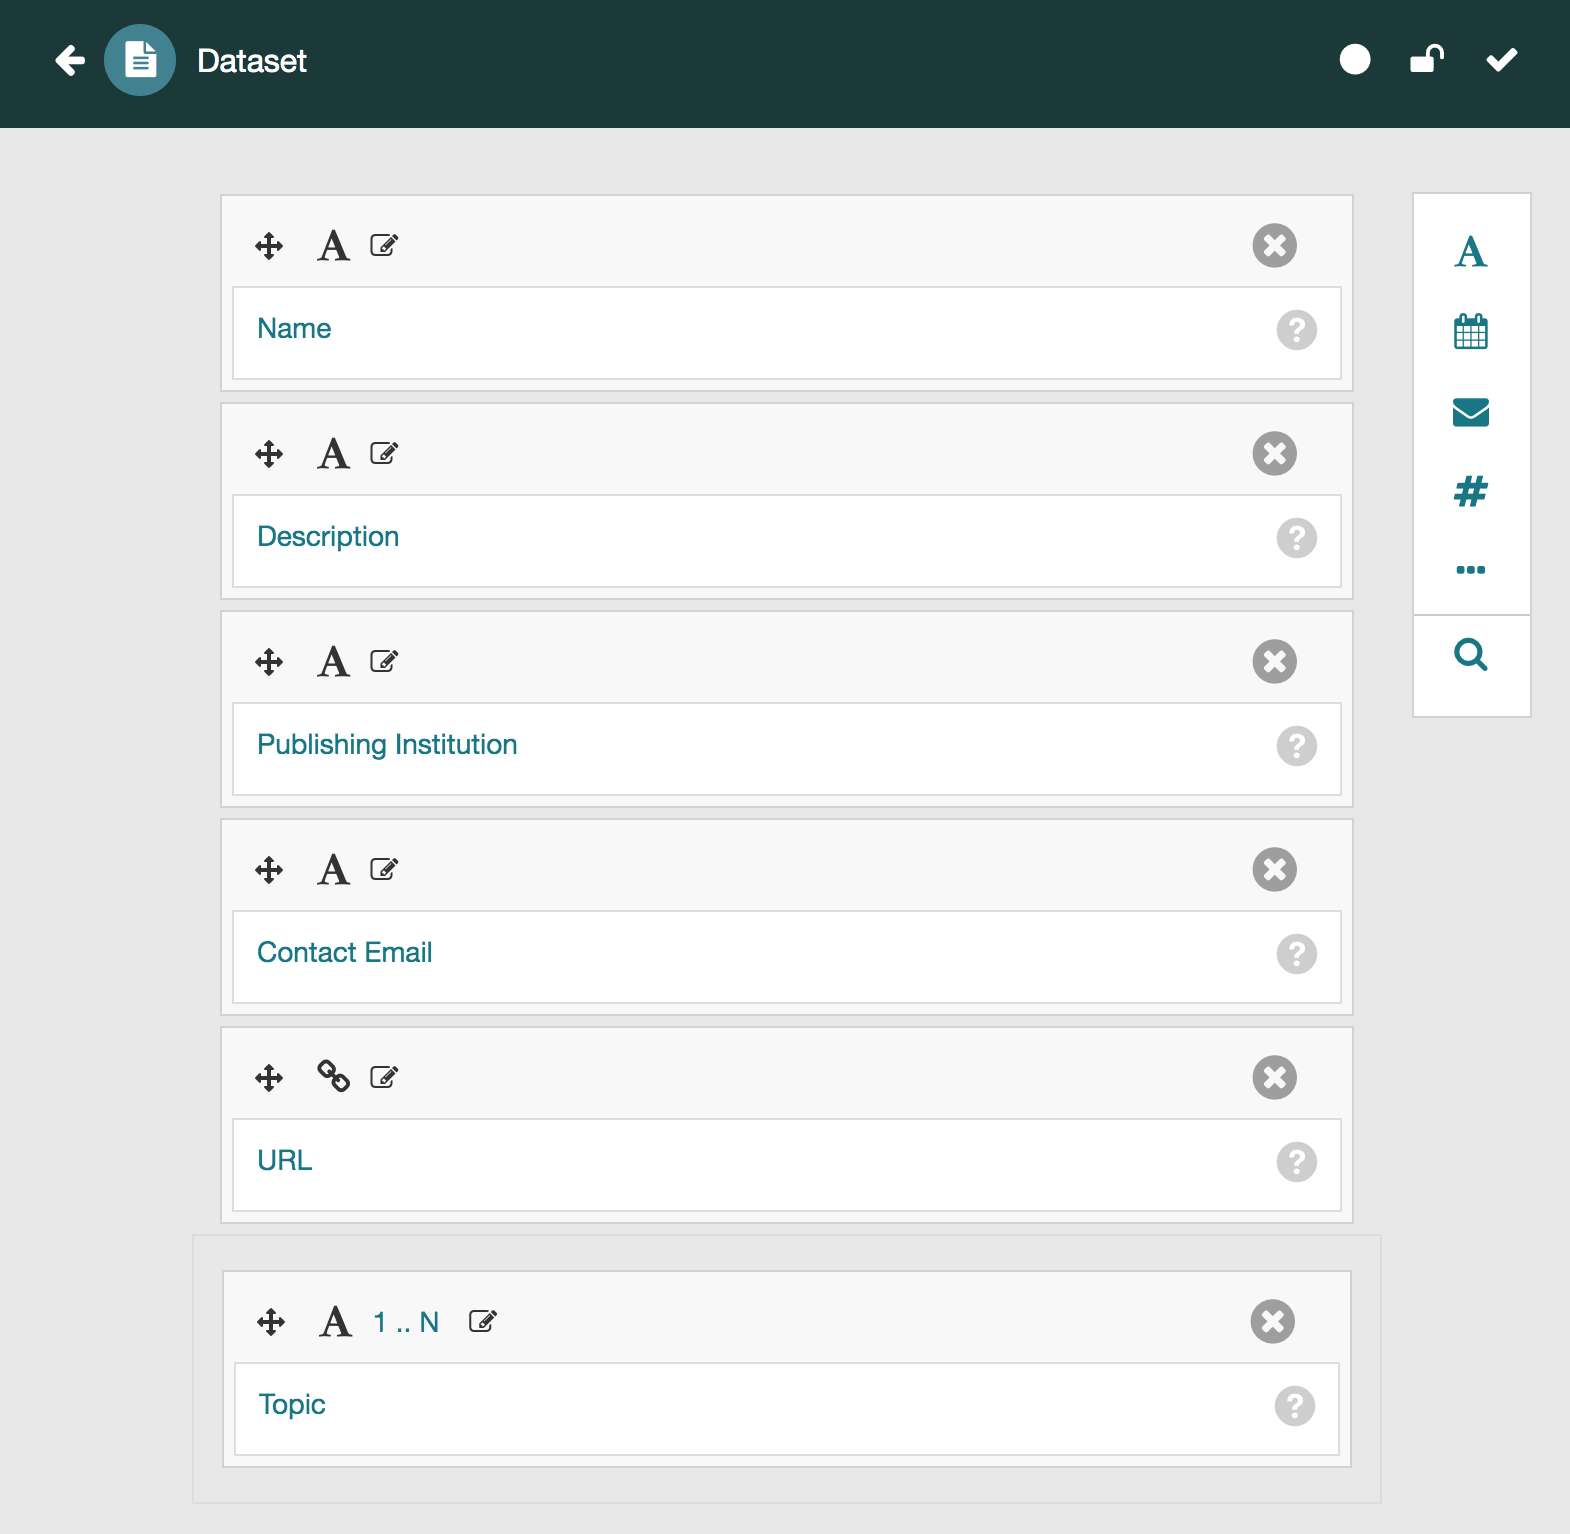 Dataset
A
Name
?
A
Description
?
A
Publishing Institution
?
A
Contact Email
?
URL
?
A 1 .. N
Topic
?
A
#